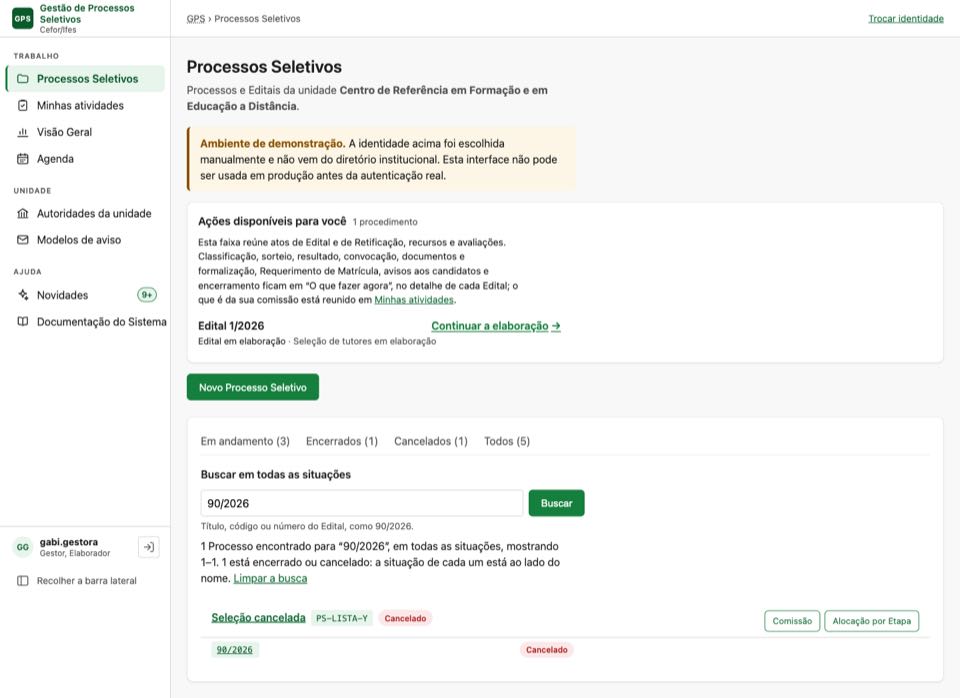 GPS
Gestão de Processos
Seletivos
Cefor/Ifes
GPS › Processos Seletivos
Trocar identidade
TRABALHO
Processos Seletivos
Minhas atividades
Visão Geral
Agenda
UNIDADE
Autoridades da unidade
Modelos de aviso
AJUDA
Novidades
9+
Documentação do Sistema
GG
gabi.gestora
Gestor, Elaborador
Recolher a barra lateral
Processos Seletivos
Processos e Editais da unidade Centro de Referência em Formação e em
Educação a Distância.
Ambiente de demonstração. A identidade acima foi escolhida
manualmente e não vem do diretório institucional. Esta interface não pode
ser usada em produção antes da autenticação real.
Ações disponíveis para você 1 procedimento
Esta faixa reúne atos de Edital e de Retificação, recursos e avaliações.
Classificação, sorteio, resultado, convocação, documentos e
formalização, Requerimento de Matrícula, avisos aos candidatos e
encerramento ficam em “O que fazer agora”, no detalhe de cada Edital; o
que é da sua comissão está reunido em Minhas atividades.
Edital 1/2026
Continuar a elaboração →
Edital em elaboração · Seleção de tutores em elaboração
Novo Processo Seletivo
Em andamento (3) Encerrados (1) Cancelados (1) Todos (5)
Buscar em todas as situações
90/2026
Buscar
Título, código ou número do Edital, como 90/2026.
1 Processo encontrado para “90/2026”, em todas as situações, mostrando
1–1. 1 está encerrado ou cancelado: a situação de cada um está ao lado do
nome. Limpar a busca
Seleção cancelada PS-LISTA-Y Cancelado
Comissão Alocação por Etapa
90/2026 Cancelado